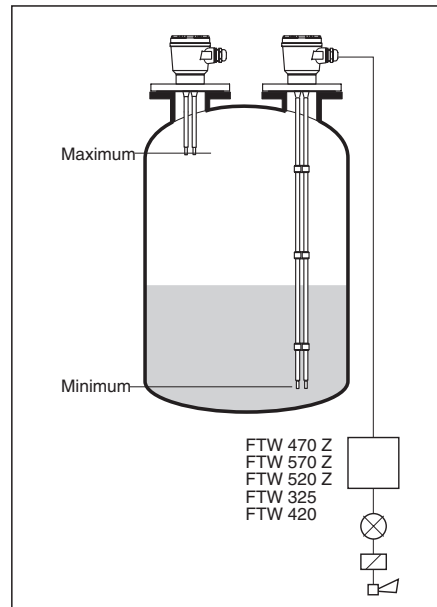 Maximum
Minimum
FTW 470 Z
FTW 570 Z
FTW 520 Z
FTW 325
FTW 420